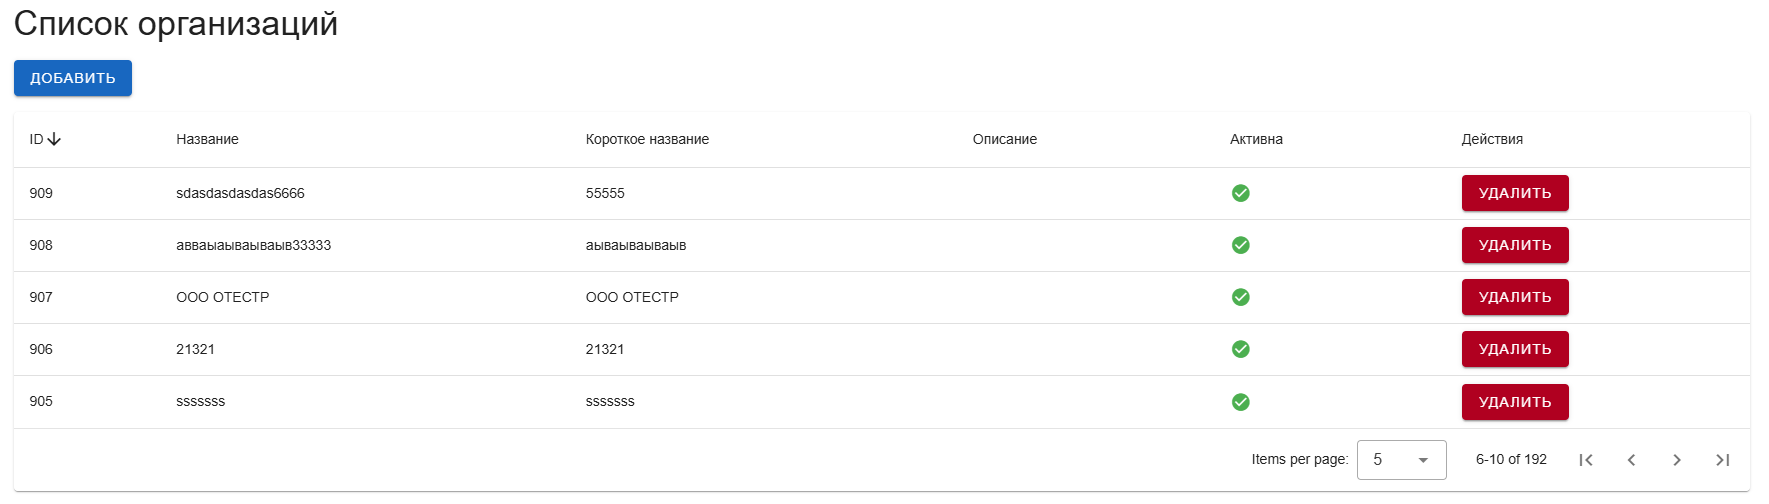 Список организаций
ДОБАВИТЬ
ID Название Короткое название Описание Активна Действия
909 sdasdasdasdas6666 55555 УДАЛИТЬ
908 авваыаываываыв33333 аываываываыв УДАЛИТЬ
907 ООО ОТЕСТР ООО ОТЕСТР УДАЛИТЬ
906 21321 21321 УДАЛИТЬ
905 sssssss sssssss УДАЛИТЬ
Items per page: 5 6-10 of 192